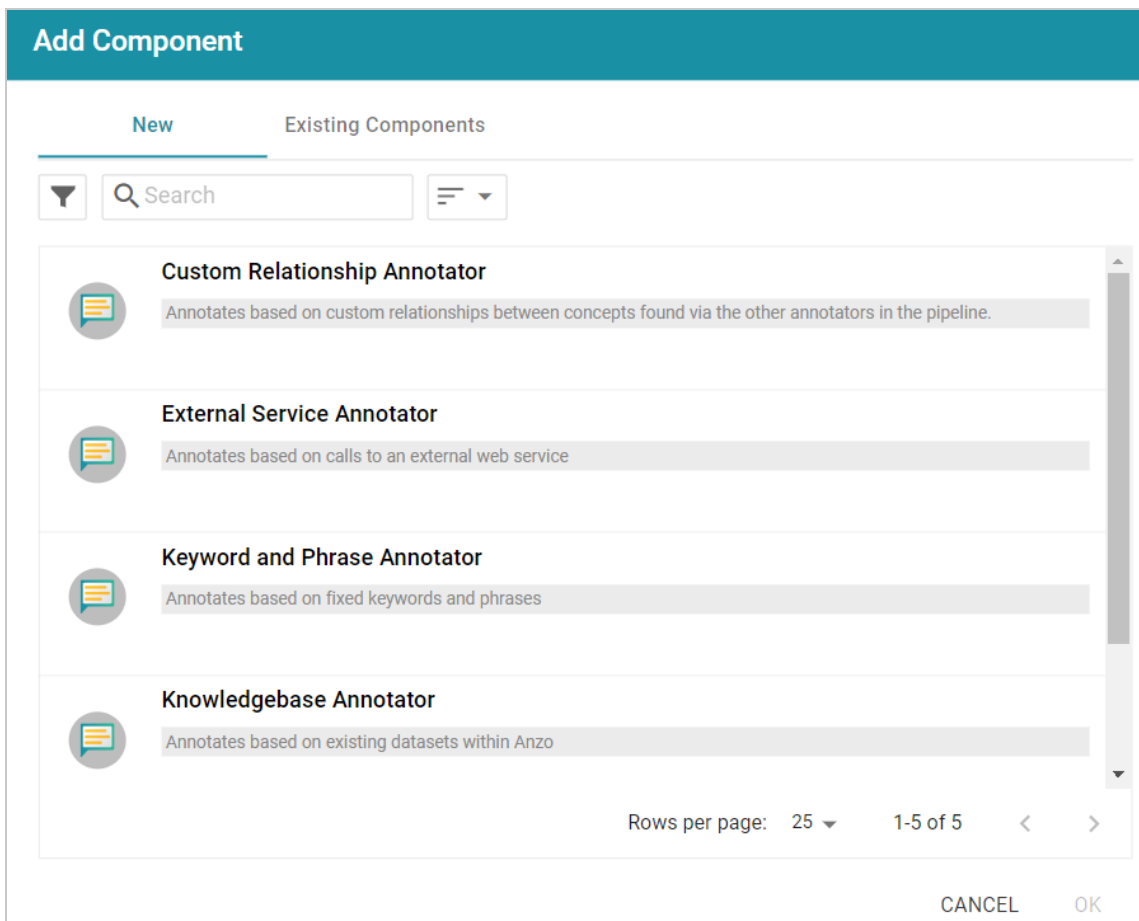 Add Component
New Existing Components
Search
Custom Relationship Annotator
Annotates based on custom relationships between concepts found via the other annotators in the pipeline.
External Service Annotator
Annotates based on calls to an external web service
Keyword and Phrase Annotator
Annotates based on fixed keywords and phrases
Knowledgebase Annotator
Annotates based on existing datasets within Anzo
Rows per page: 25 1-5 of 5
CANCEL OK